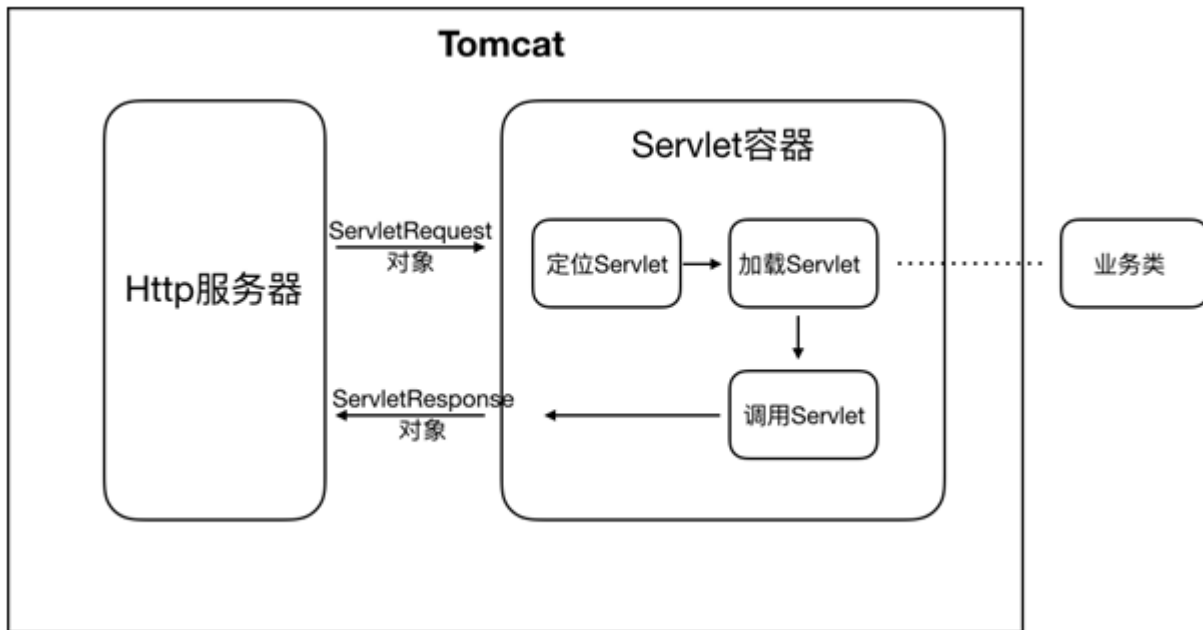 Tomcat
Servlet容器
ServletRequest
对象
定位Servlet
加载Servlet
业务类
Http服务器
ServletResponse
对象
调用Servlet